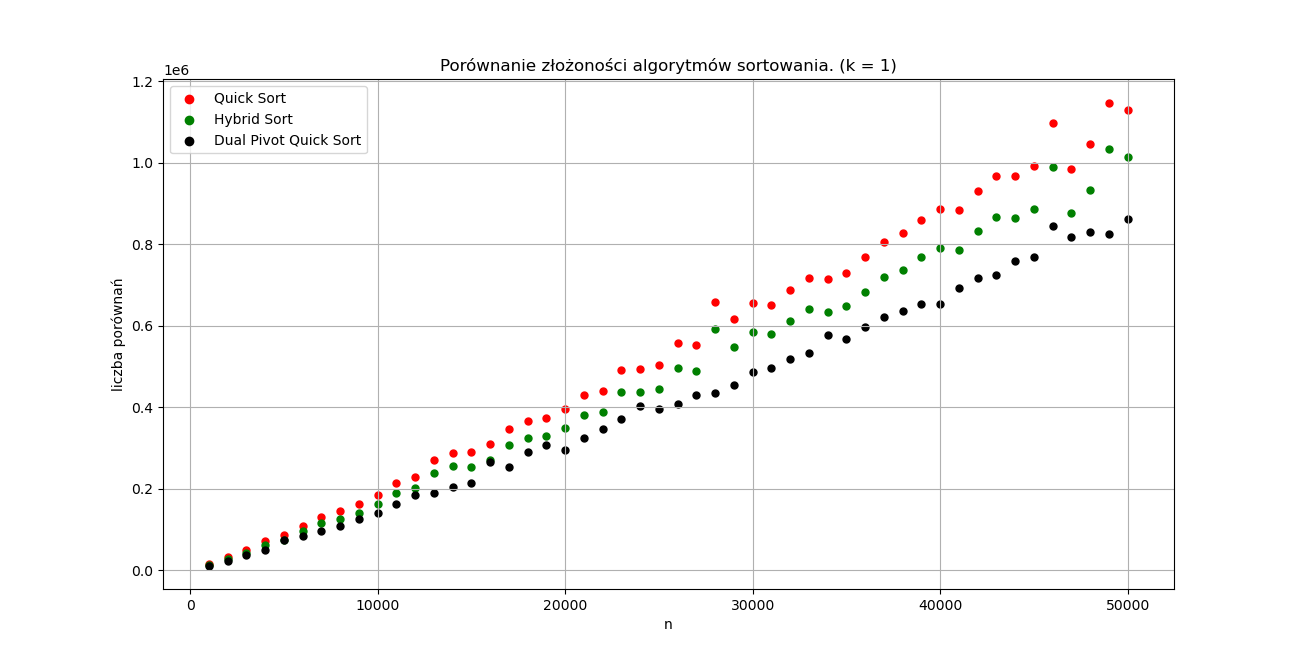 Porównanie złożoności algorytmów sortowania. (k = 1)
1e6
1.2
1.0
0.8
0.6
0.4
0.2
0.0
liczba porównań
Quick Sort
Hybrid Sort
Dual Pivot Quick Sort
0 10000 20000 30000 40000 50000
n